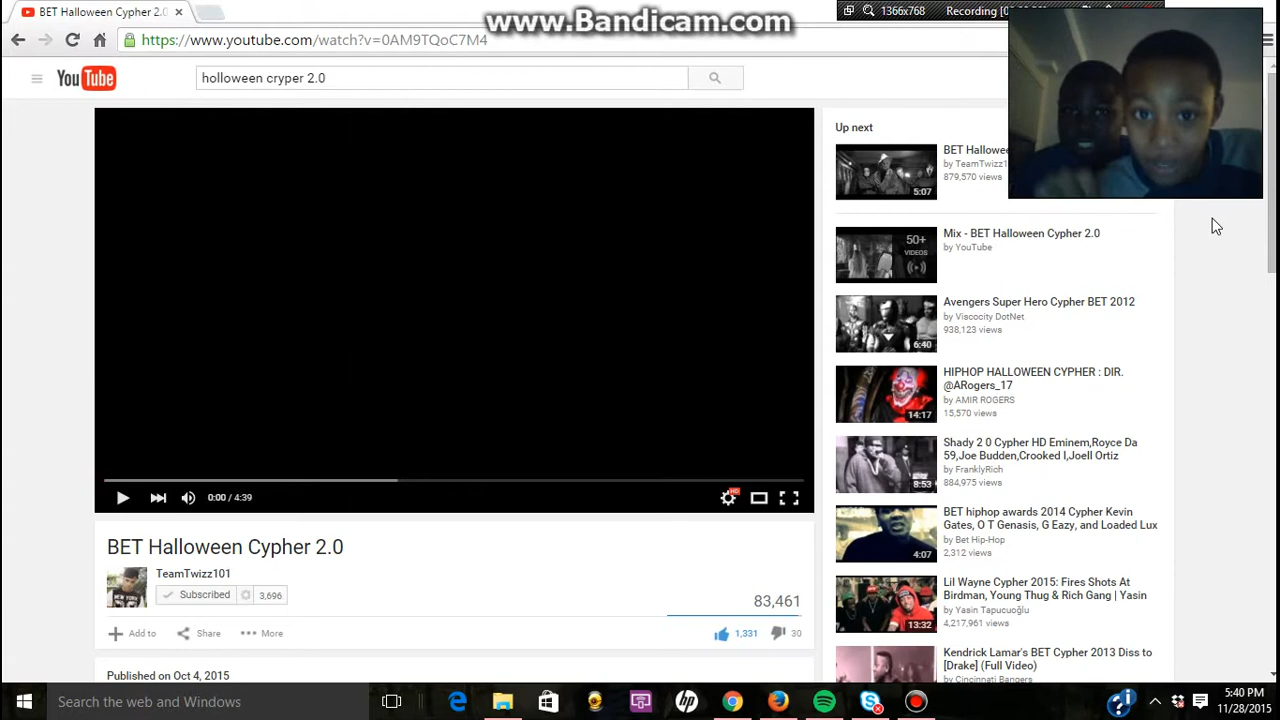 BET Halloween Cypher 2.0
www.Bandicam.com
1366x768
Recording
https://www.youtube.com/watch?v=0AM9TQoC7M4
YouTube
holloween cryper 2.0
Up next
BET Hallowe
by TeamTwizz1
879,570 views
5:07
Mix - BET Halloween Cypher 2.0
by YouTube
50+
VIDEOS
Avengers Super Hero Cypher BET 2012
by Viscocity DotNet
938,123 views
6:40
HIPHOP HALLOWEEN CYPHER : DIR.
@ARogers_17
by AMIR ROGERS
15,570 views
14:17
Shady 2 0 Cypher HD Eminem,Royce Da
59,Joe Budden,Crooked I,Joell Ortiz
by FranklyRich
884,975 views
8:53
BET hiphop awards 2014 Cypher Kevin
Gates, O T Genasis, G Eazy, and Loaded Lux
by Bet Hip-Hop
2,312 views
4:07
Lil Wayne Cypher 2015: Fires Shots At
Birdman, Young Thug & Rich Gang | Yasin
by Yasin Tapucuoğlu
4,217,961 views
13:32
Kendrick Lamar's BET Cypher 2013 Diss to
[Drake] (Full Video)
by Cincinnati Bangers
0:00 / 4:39
HD
BET Halloween Cypher 2.0
TeamTwizz101
Subscribed
3,696
83,461
Add to
Share
More
1,331
30
Published on Oct 4, 2015
Search the web and Windows
5:40 PM
11/28/2015